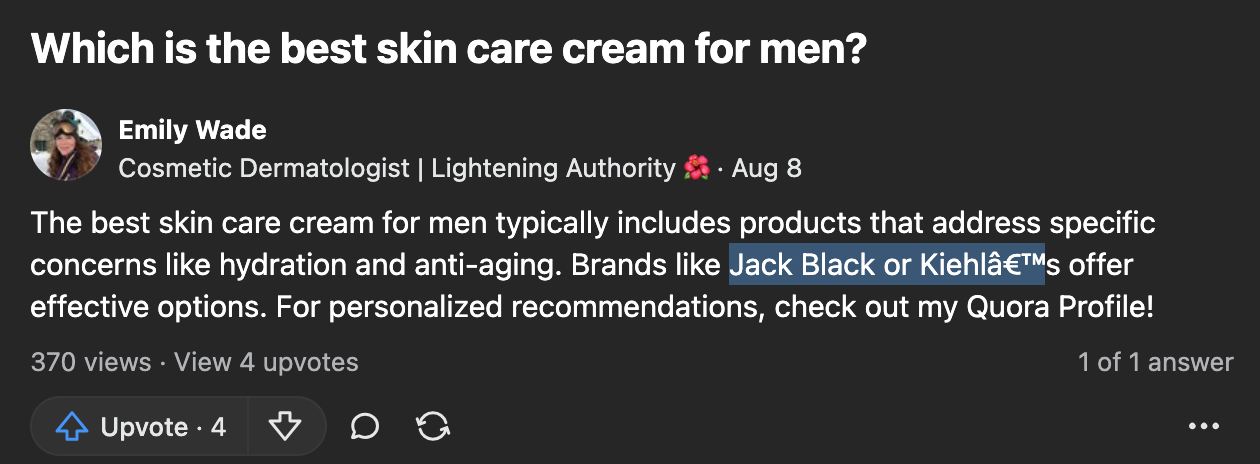 Which is the best skin care cream for men?
Emily Wade
Cosmetic Dermatologist | Lightening Authority 🌺 · Aug 8
The best skin care cream for men typically includes products that address specific
concerns like hydration and anti-aging. Brands like Jack Black or Kiehlâ€™s offer
effective options. For personalized recommendations, check out my Quora Profile!
370 views · View 4 upvotes
1 of 1 answer
Upvote · 4